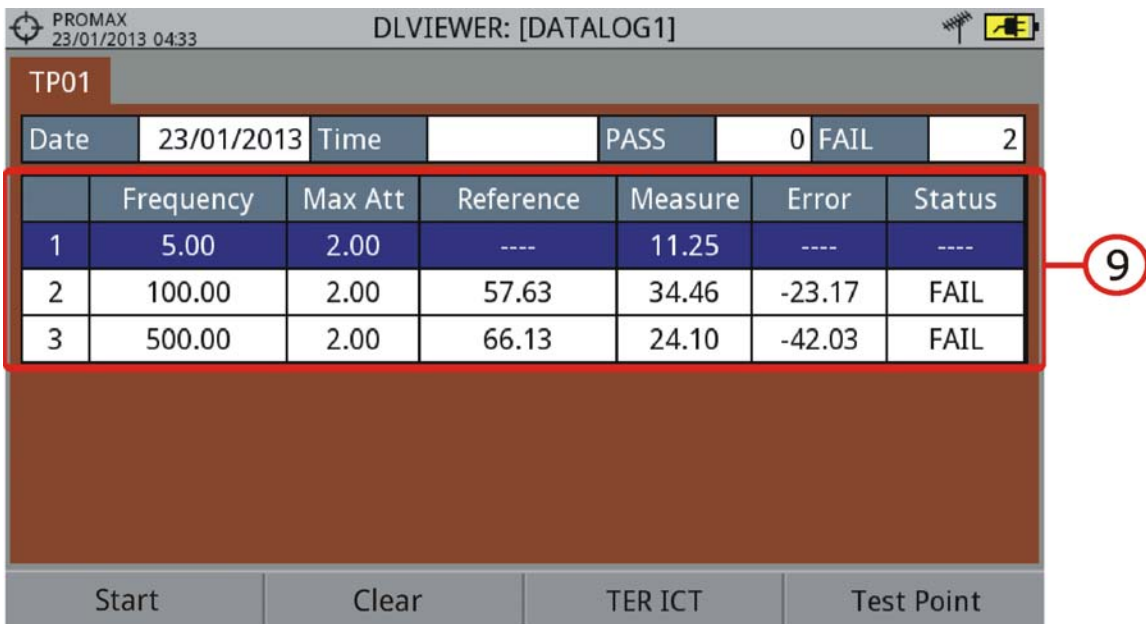 PROMAX
23/01/2013 04:33
DLVIEWER: [DATALOG1]
TP01
Date 23/01/2013 Time PASS 0 FAIL 2
Frequency Max Att Reference Measure Error Status
1 5.00 2.00 ---- 11.25 ---- ----
2 100.00 2.00 57.63 34.46 -23.17 FAIL
3 500.00 2.00 66.13 24.10 -42.03 FAIL
9
Start Clear TER ICT Test Point